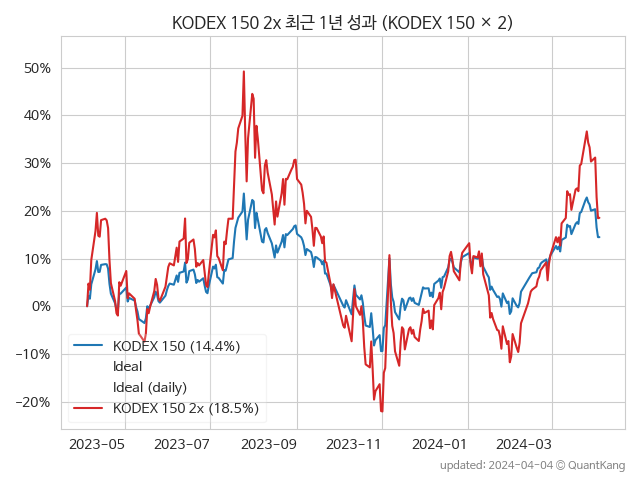 KODEX 150 2x 최근 1년 성과 (KODEX 150 × 2)
50%
40%
30%
20%
10%
0%
−10%
−20%
KODEX 150 (14.4%)
Ideal
Ideal (daily)
KODEX 150 2x (18.5%)
2023-05
2023-07
2023-09
2023-11
2024-01
2024-03
updated: 2024-04-04 © QuantKang